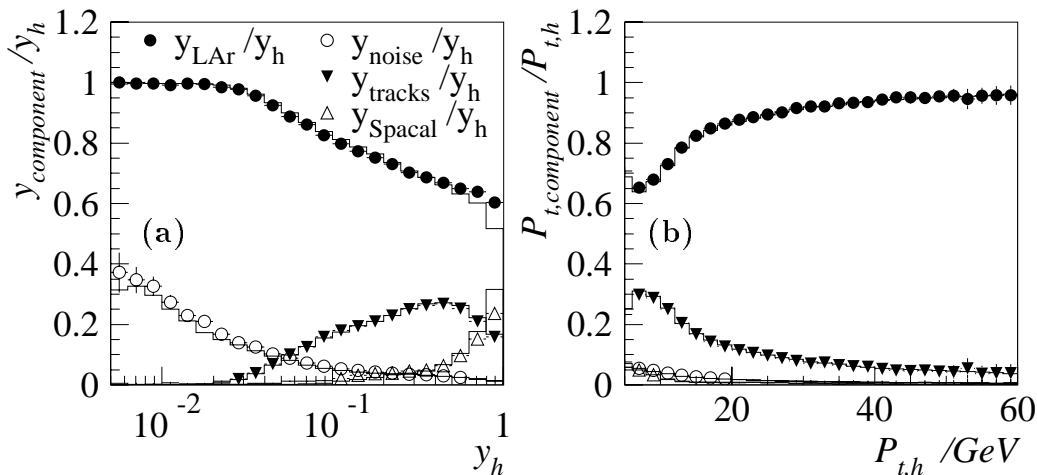 y_component / y_h
1.2
1
0.8
0.6
0.4
0.2
0
y_LAr / y_h
y_noise / y_h
y_tracks / y_h
y_Spacal / y_h
(a)
10^-2
10^-1
1
y_h
P_t,component / P_t,h
1.2
1
0.8
0.6
0.4
0.2
0
(b)
20
40
60
P_t,h /GeV